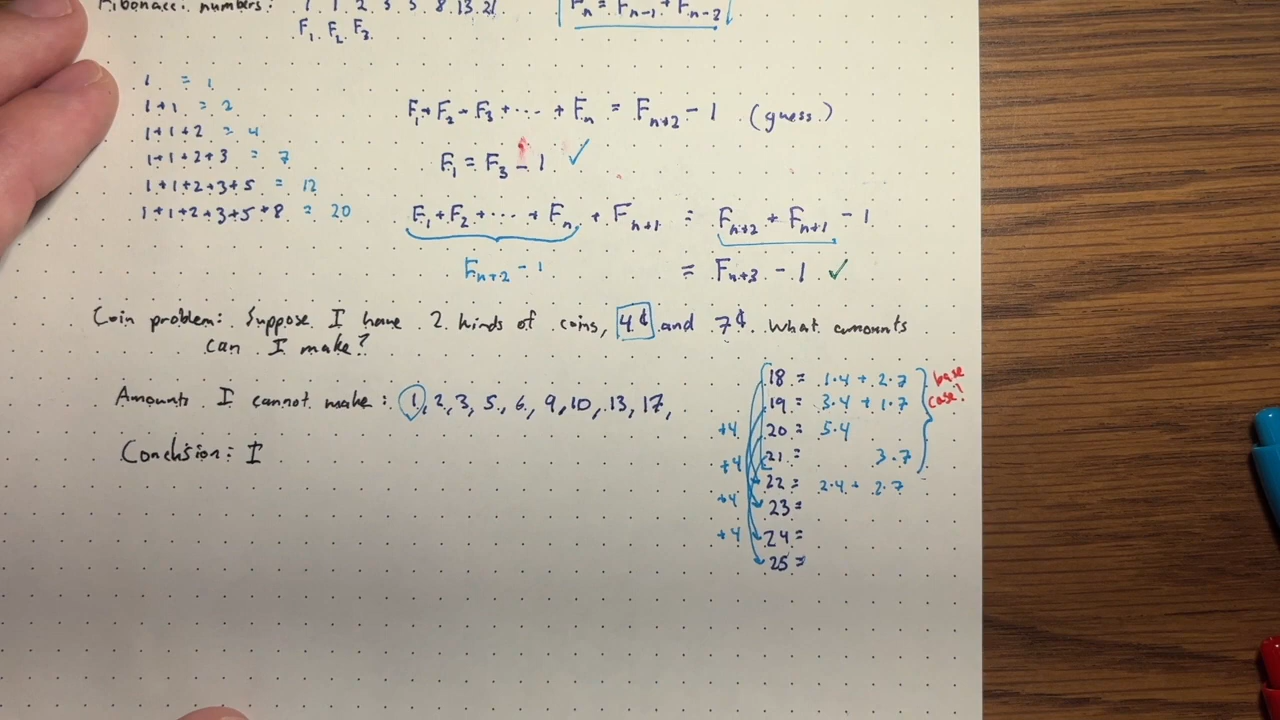 Fibonacci numbers: 1 1 2 3 5 8 13 21
F₁ F₂ F₃
Fₙ = Fₙ₋₁ + Fₙ₋₂
1 = 1
1+1 = 2
1+1+2 = 4
1+1+2+3 = 7
1+1+2+3+5 = 12
1+1+2+3+5+8 = 20
F₁+F₂+F₃+⋯+Fₙ = Fₙ₊₂ - 1 (guess)
F₁ = F₃ - 1 ✓
F₁+F₂+⋯+Fₙ + Fₙ₊₁ = Fₙ₊₂ + Fₙ₊₁ - 1
Fₙ₊₂ - 1 = Fₙ₊₃ - 1 ✓
Coin problem: Suppose I have 2 kinds of coins, 4¢ and 7¢. What amounts
can I make?
Amounts I cannot make: 1, 2, 3, 5, 6, 9, 10, 13, 17,
Conclusion: I
18 = 1·4 + 2·7
19 = 3·4 + 1·7
20 = 5·4
21 = 3·7
22 = 2·4 + 2·7
23 =
24 =
25 =
+4
+4
+4
+4
base
case!